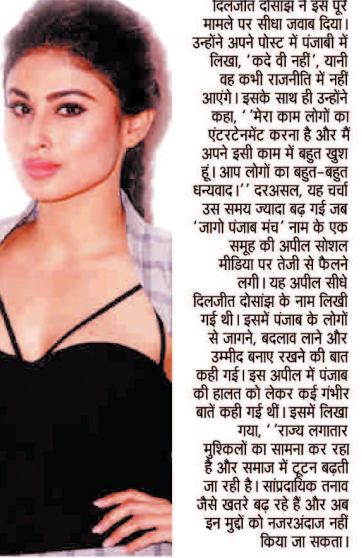 दिलजीत दोसांझ ने इस पूरे
मामले पर सीधा जवाब दिया।
उन्होंने अपने पोस्ट में पंजाबी में
लिखा, 'कदे वी नहीं', यानी
वह कभी राजनीति में नहीं
आएंगे। इसके साथ ही उन्होंने
कहा, ' 'मेरा काम लोगों का
एंटरटेनमेंट करना है और मैं
अपने इसी काम में बहुत खुश
हूं। आप लोगों का बहुत-बहुत
धन्यवाद।' ' दरअसल, यह चर्चा
उस समय ज्यादा बढ़ गई जब
'जागो पंजाब मंच' नाम के एक
समूह की अपील सोशल
मीडिया पर तेजी से फैलने
लगी। यह अपील सीधे
दिलजीत दोसांझ के नाम लिखी
गई थी। इसमें पंजाब के लोगों
से जागने, बदलाव लाने और
उम्मीद बनाए रखने की बात
कही गई। इस अपील में पंजाब
की हालत को लेकर कई गंभीर
बातें कही गई थीं। इसमें लिखा
गया, ' 'राज्य लगातार
मुश्किलों का सामना कर रहा
है और समाज में टूटन बढ़ती
जा रही है। सांप्रदायिक तनाव
जैसे खतरे बढ़ रहे हैं और अब
इन मुद्दों को नजरअंदाज नहीं
किया जा सकता।